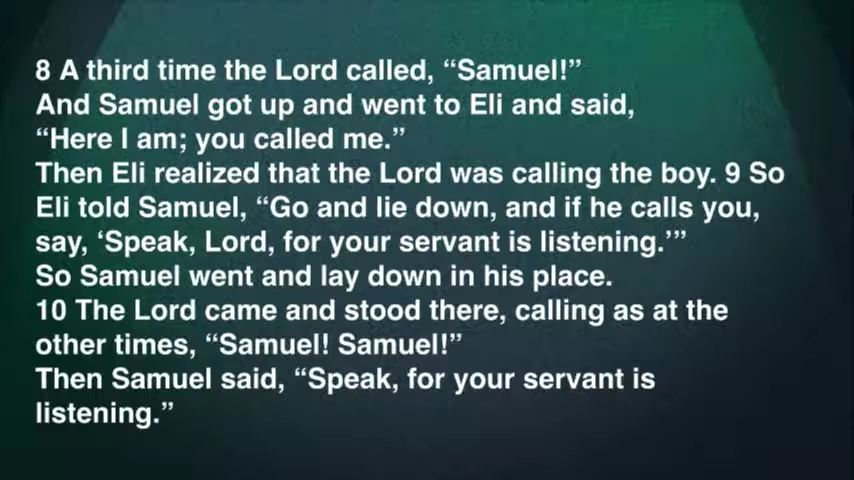 8 A third time the Lord called, “Samuel!”
And Samuel got up and went to Eli and said,
“Here I am; you called me.”
Then Eli realized that the Lord was calling the boy. 9 So
Eli told Samuel, “Go and lie down, and if he calls you,
say, ‘Speak, Lord, for your servant is listening.’”
So Samuel went and lay down in his place.
10 The Lord came and stood there, calling as at the
other times, “Samuel! Samuel!”
Then Samuel said, “Speak, for your servant is
listening.”